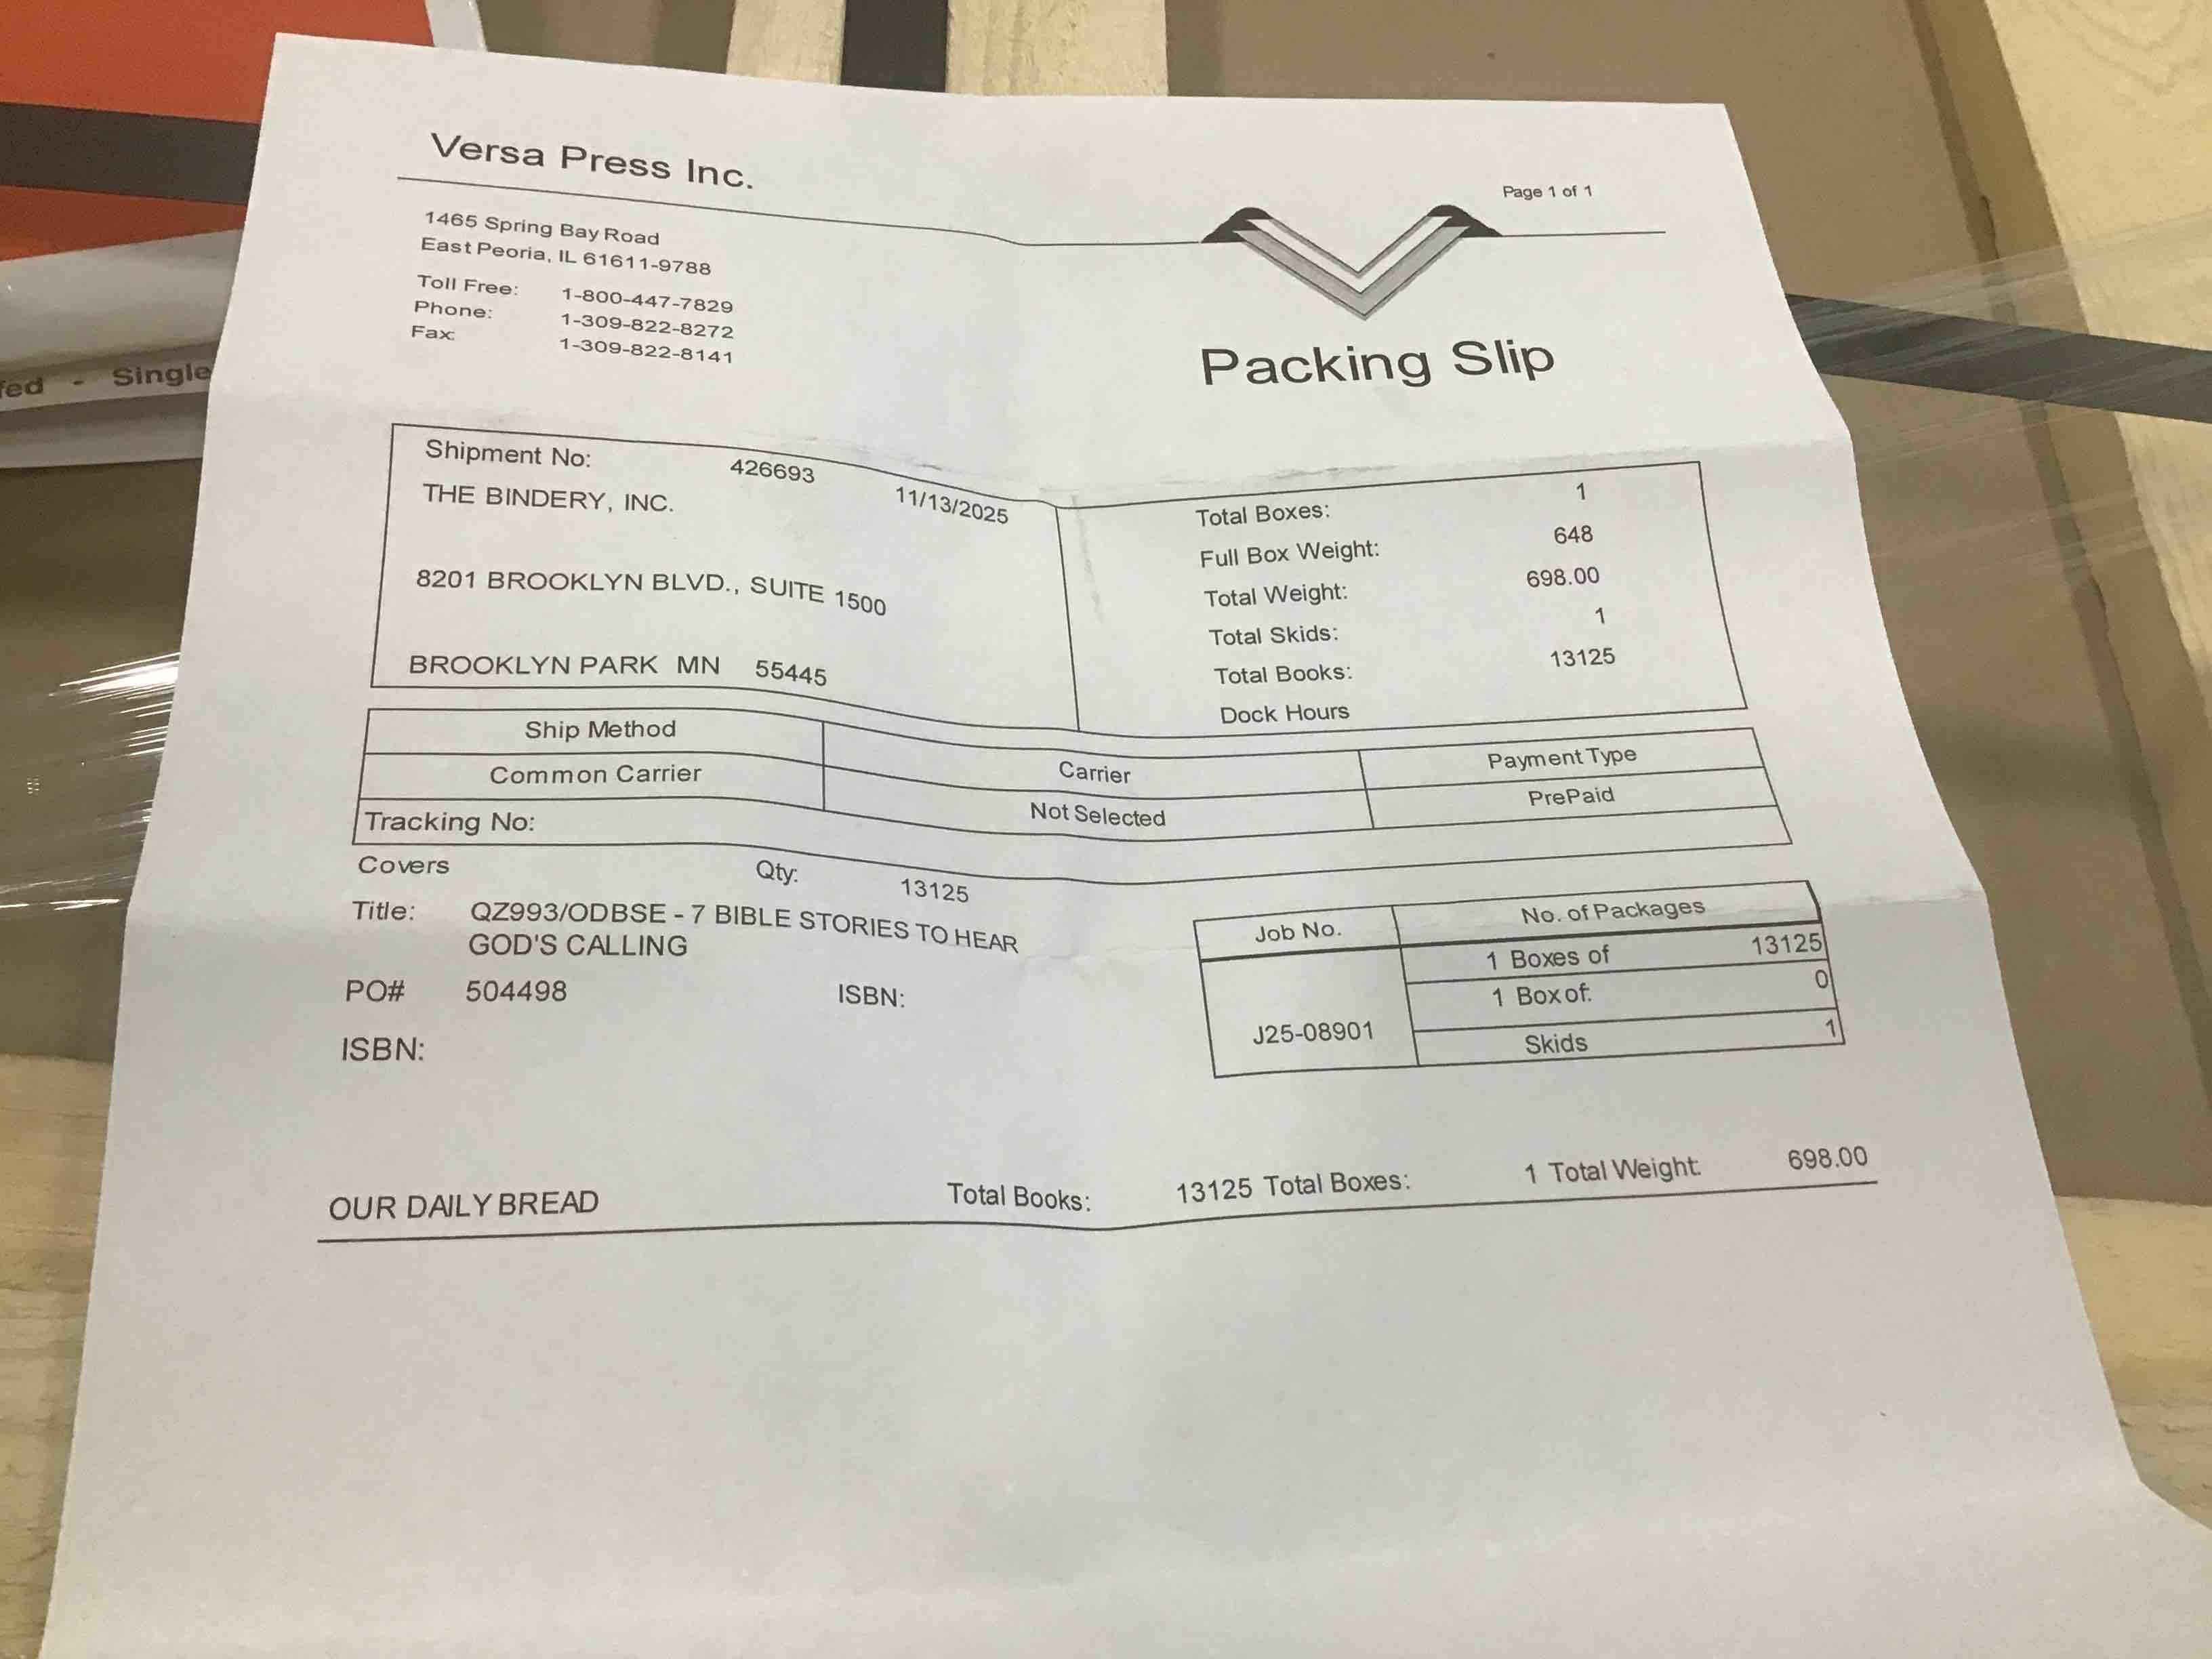 Versa Press Inc.
Page 1 of 1
1465 Spring Bay Road
East Peoria, IL 61611-9788
Toll Free: 1-800-447-7829
Phone: 1-309-822-8272
Fax: 1-309-822-8141
Packing Slip
fed - Single
Shipment No: 426693 11/13/2025
THE BINDERY, INC.
8201 BROOKLYN BLVD., SUITE 1500
BROOKLYN PARK MN 55445
Total Boxes: 1
Full Box Weight: 648
Total Weight: 698.00
Total Skids: 1
Total Books: 13125
Dock Hours
Ship Method Carrier Payment Type
Common Carrier Not Selected PrePaid
Tracking No:
Covers Qty: 13125
Title: QZ993/ODBSE - 7 BIBLE STORIES TO HEAR
GOD'S CALLING
PO# 504498 ISBN:
ISBN:
Job No. No. of Packages
1 Boxes of 13125
1 Box of: 0
J25-08901
Skids 1
OUR DAILY BREAD Total Books: 13125 Total Boxes: 1 Total Weight: 698.00